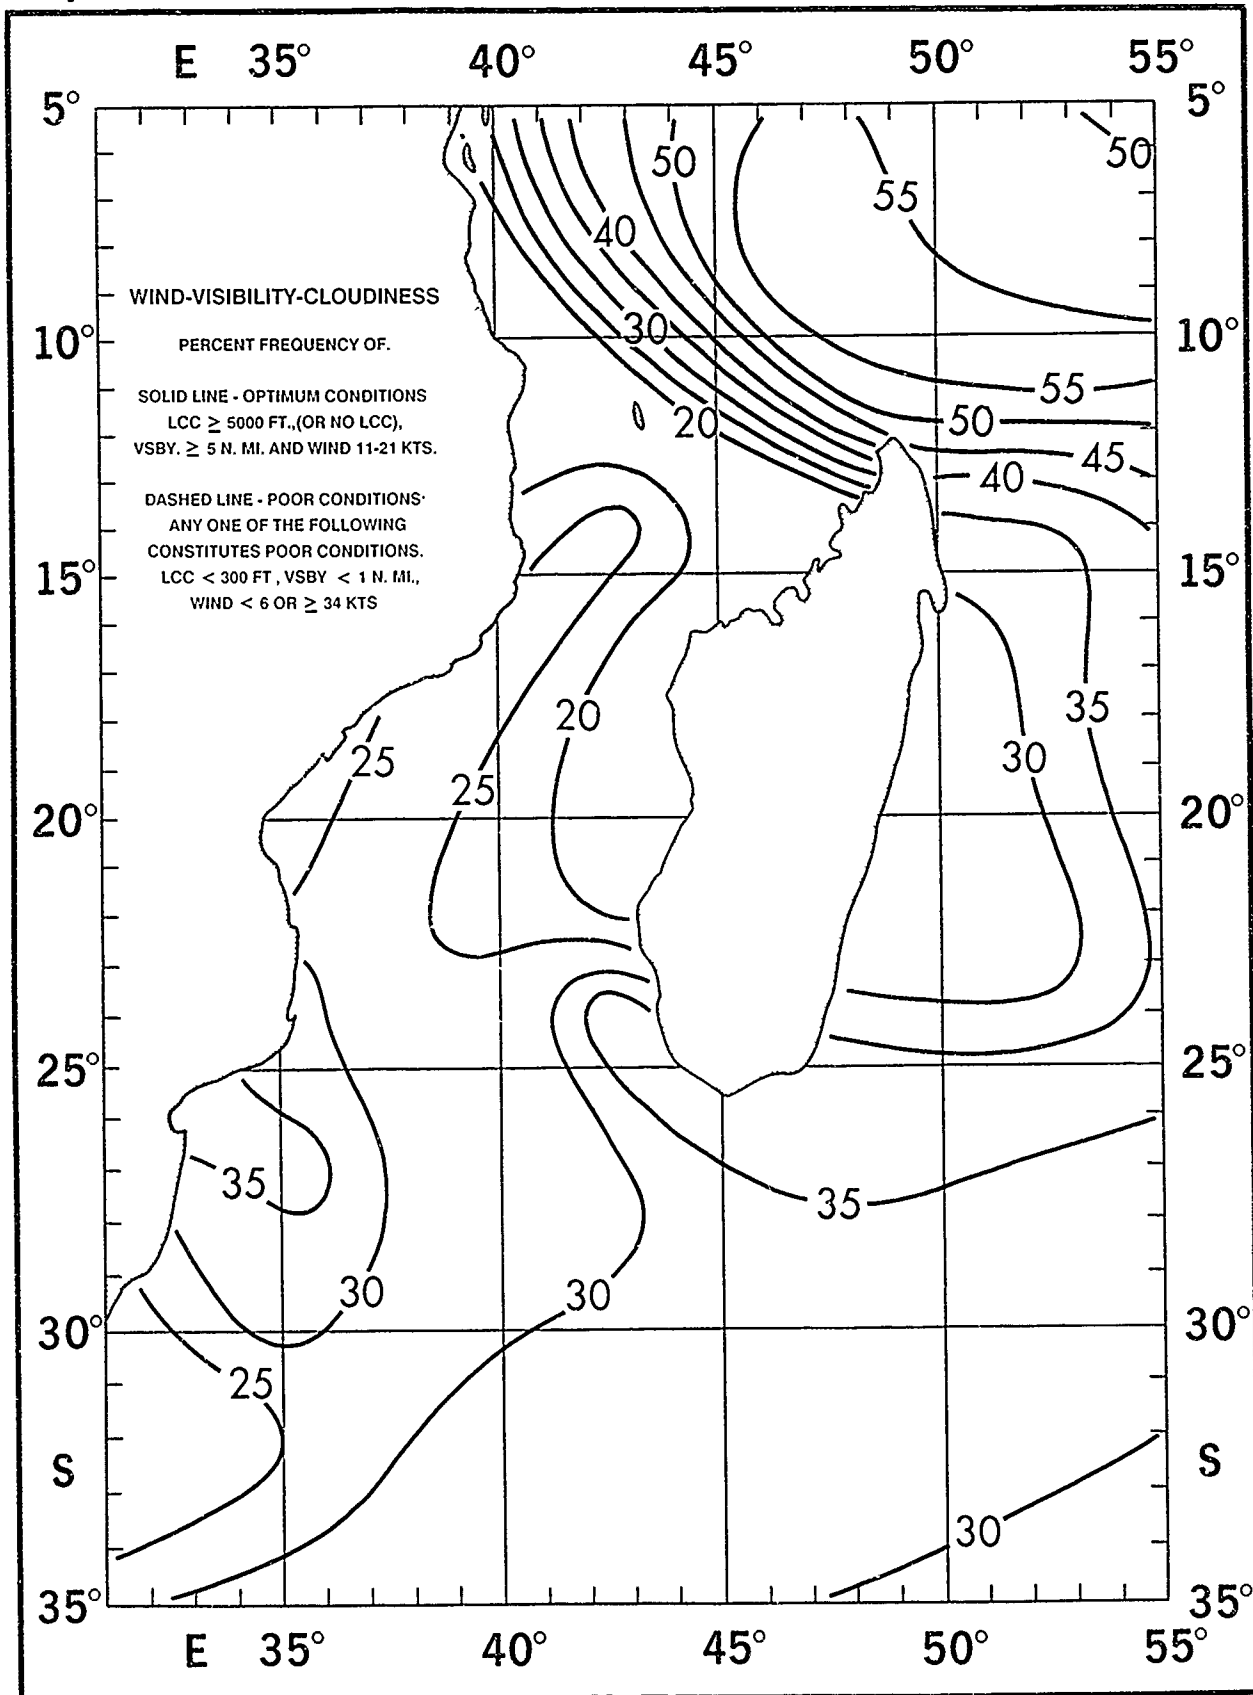 E 35° 40° 45° 50° 55°
5° 5°
50
50
55
40
WIND-VISIBILITY-CLOUDINESS
30
10° PERCENT FREQUENCY OF. 10°
SOLID LINE - OPTIMUM CONDITIONS
55
LCC ≥ 5000 FT.,(OR NO LCC),
20 50
VSBY. ≥ 5 N. MI. AND WIND 11-21 KTS.
45
40
DASHED LINE - POOR CONDITIONS
ANY ONE OF THE FOLLOWING
CONSTITUTES POOR CONDITIONS.
15° LCC < 300 FT , VSBY < 1 N. MI., 15°
WIND < 6 OR ≥ 34 KTS
20 35
25 30
25
20° 20°
25° 25°
35 35
30 30
30° 30°
25
S S
30
35° 35°
E 35° 40° 45° 50° 55°